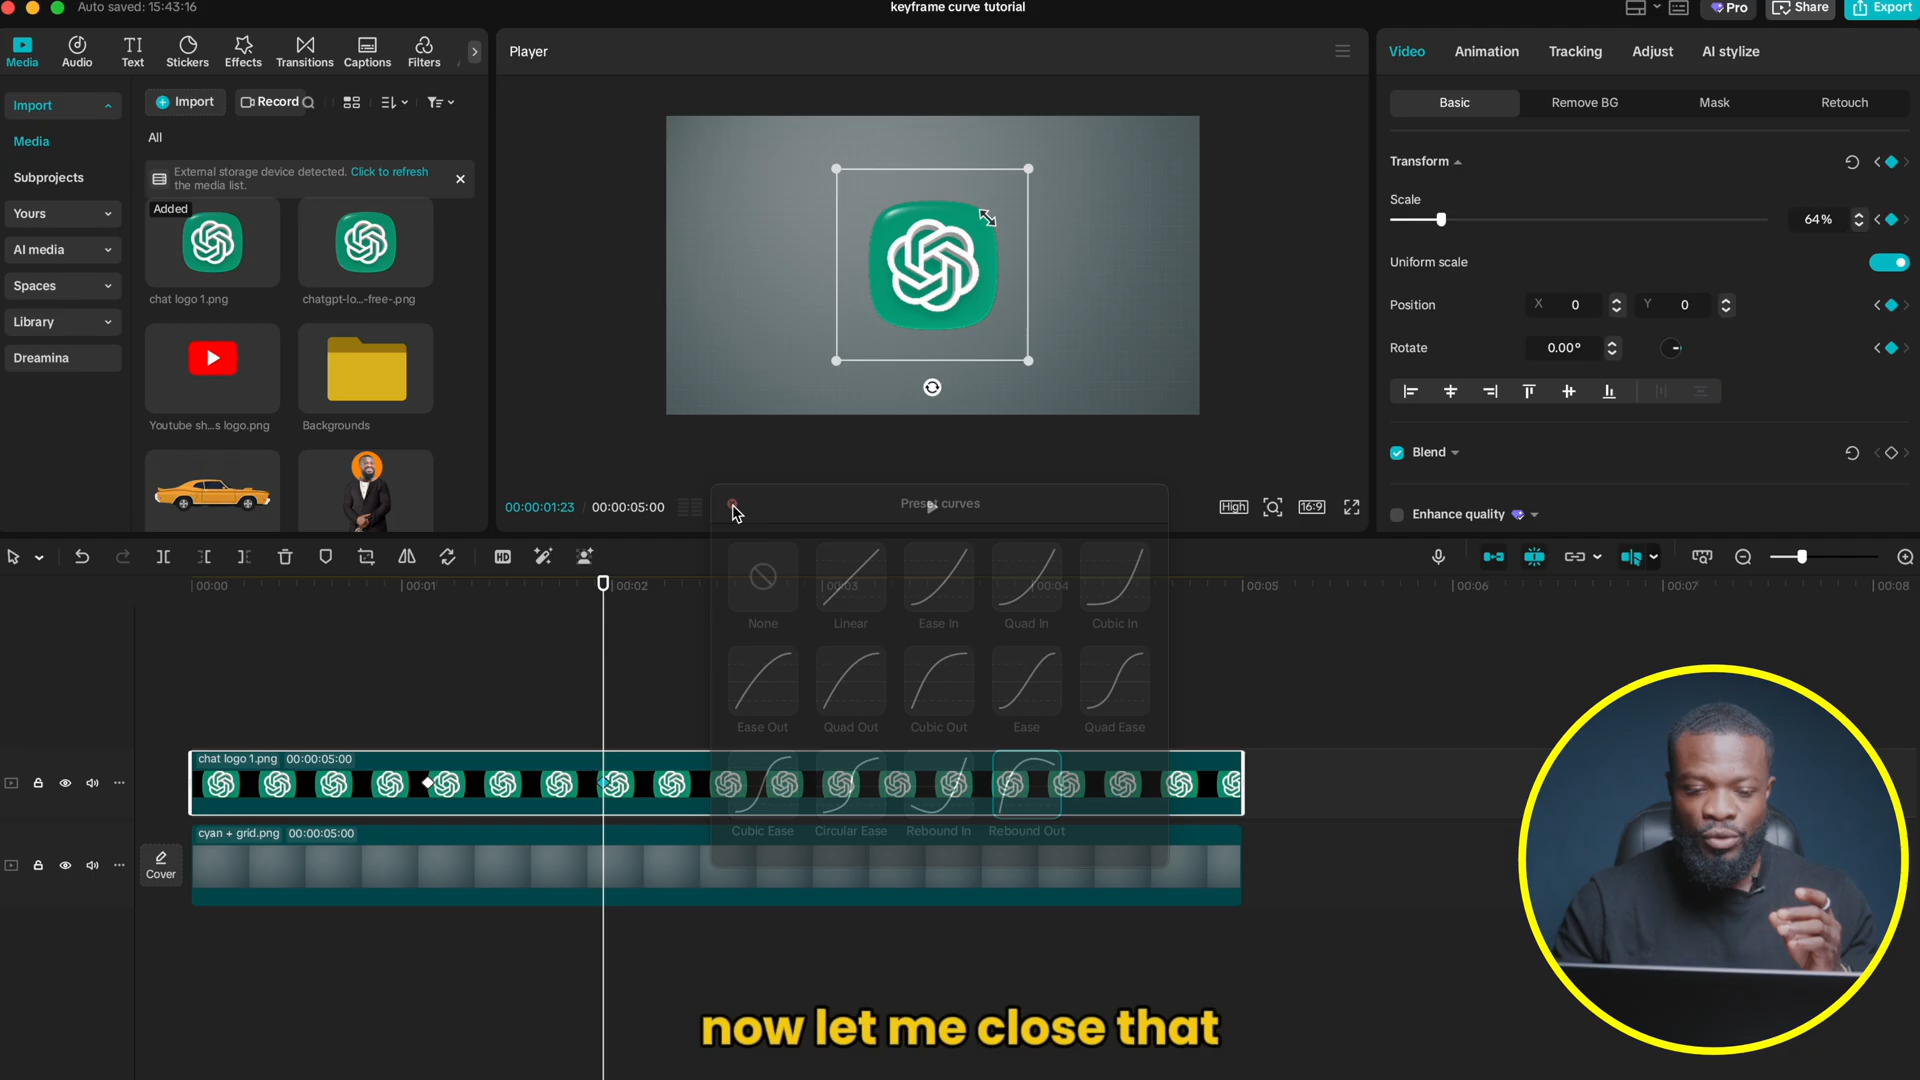 Auto saved: 15:43:16
keyframe curve tutorial
Pro
Share
Export
Media
Audio
Text
Stickers
Effects
Transitions
Captions
Filters
Import
Media
Subprojects
Yours
AI media
Spaces
Library
Dreamina
Import
Record
All
External storage device detected. Click to refresh
the media list.
Added
chat logo 1.png
chatgpt-lo...-free-.png
Youtube sh...s logo.png
Backgrounds
Player
00:00:01:23 / 00:00:05:00
High
16:9
Video
Animation
Tracking
Adjust
AI stylize
Basic
Remove BG
Mask
Retouch
Transform
Scale
64%
Uniform scale
Position
X 0
Y 0
Rotate
0.00°
Blend
Enhance quality
HD
00:00
00:01
00:02
00:03
00:04
00:05
00:06
00:07
00:08
Preset curves
None
Linear
Ease In
Quad In
Cubic In
Ease Out
Quad Out
Cubic Out
Ease
Quad Ease
Cubic Ease
Circular Ease
Rebound In
Rebound Out
chat logo 1.png 00:00:05:00
cyan + grid.png 00:00:05:00
Cover
now let me close that